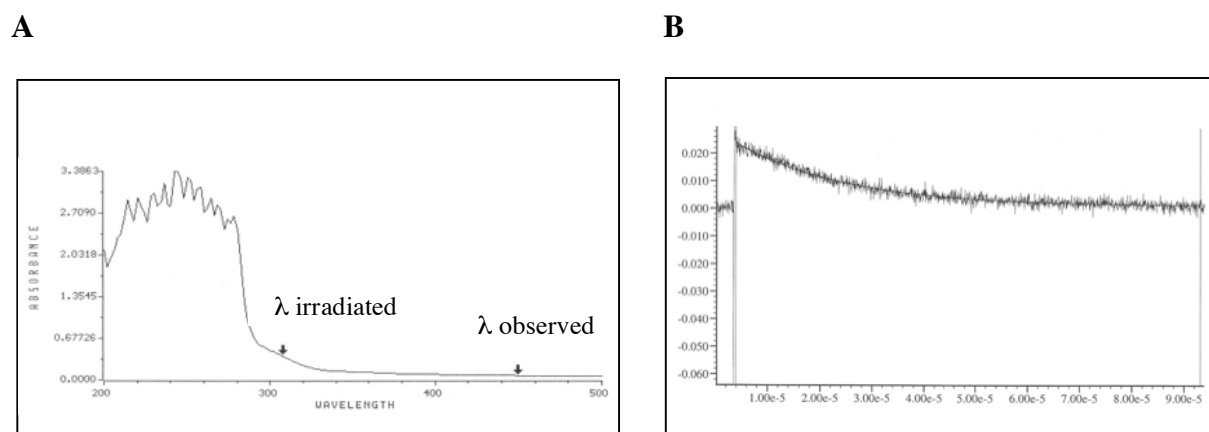 A
B
3.3863
2.7090
2.0318
1.3545
0.67726
0.0000
ABSORBANCE
λ irradiated
λ observed
200
300
400
500
WAVELENGTH
0.020
0.010
0.000
-0.010
-0.020
-0.030
-0.040
-0.050
-0.060
1.00e-5
2.00e-5
3.00e-5
4.00e-5
5.00e-5
6.00e-5
7.00e-5
8.00e-5
9.00e-5